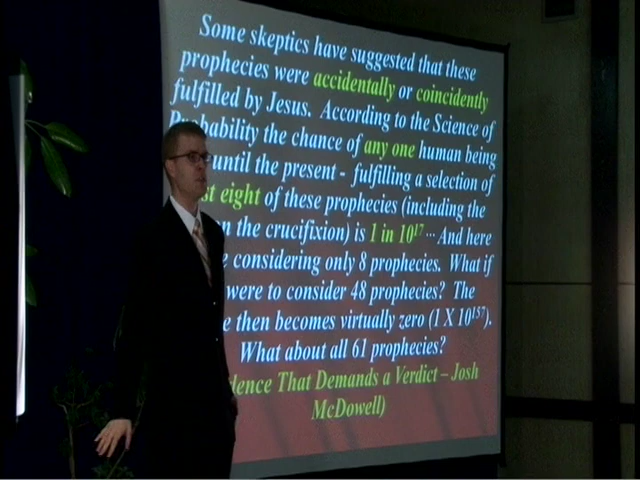 Some skeptics have suggested that these
prophecies were accidentally or coincidently
fulfilled by Jesus. According to the Science of
Probability the chance of any one human being
until the present - fulfilling a selection of
eight of these prophecies (including the
the crucifixion) is 1 in 10¹⁷ ··· And here
considering only 8 prophecies. What if
were to consider 48 prophecies? The
then becomes virtually zero (1 X 10¹⁵⁷).
What about all 61 prophecies?
That Demands a Verdict – Josh
McDowell)